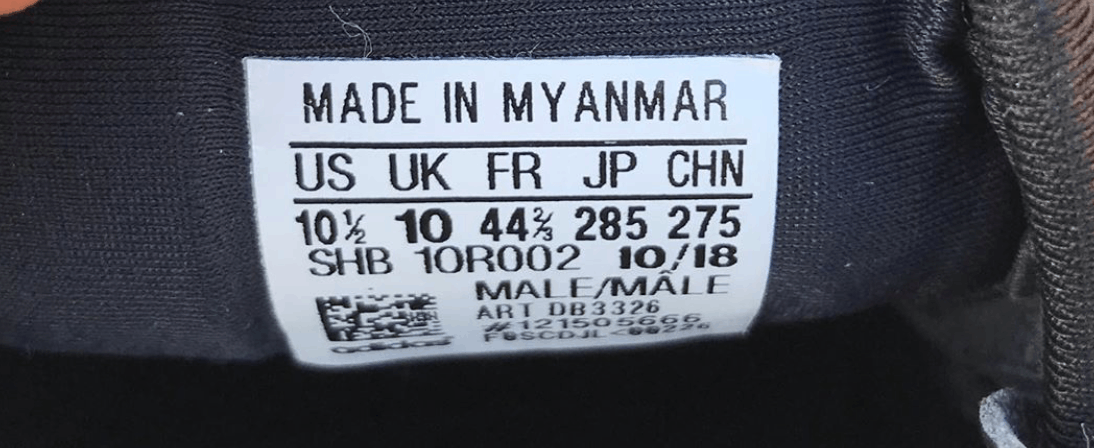 MADE IN MYANMAR
US UK FR JP CHN
10½ 10 44⅔ 285 275
SHB 10R002 10/18
MALE/MÂLE
ART DB3326
#121505666
adidas